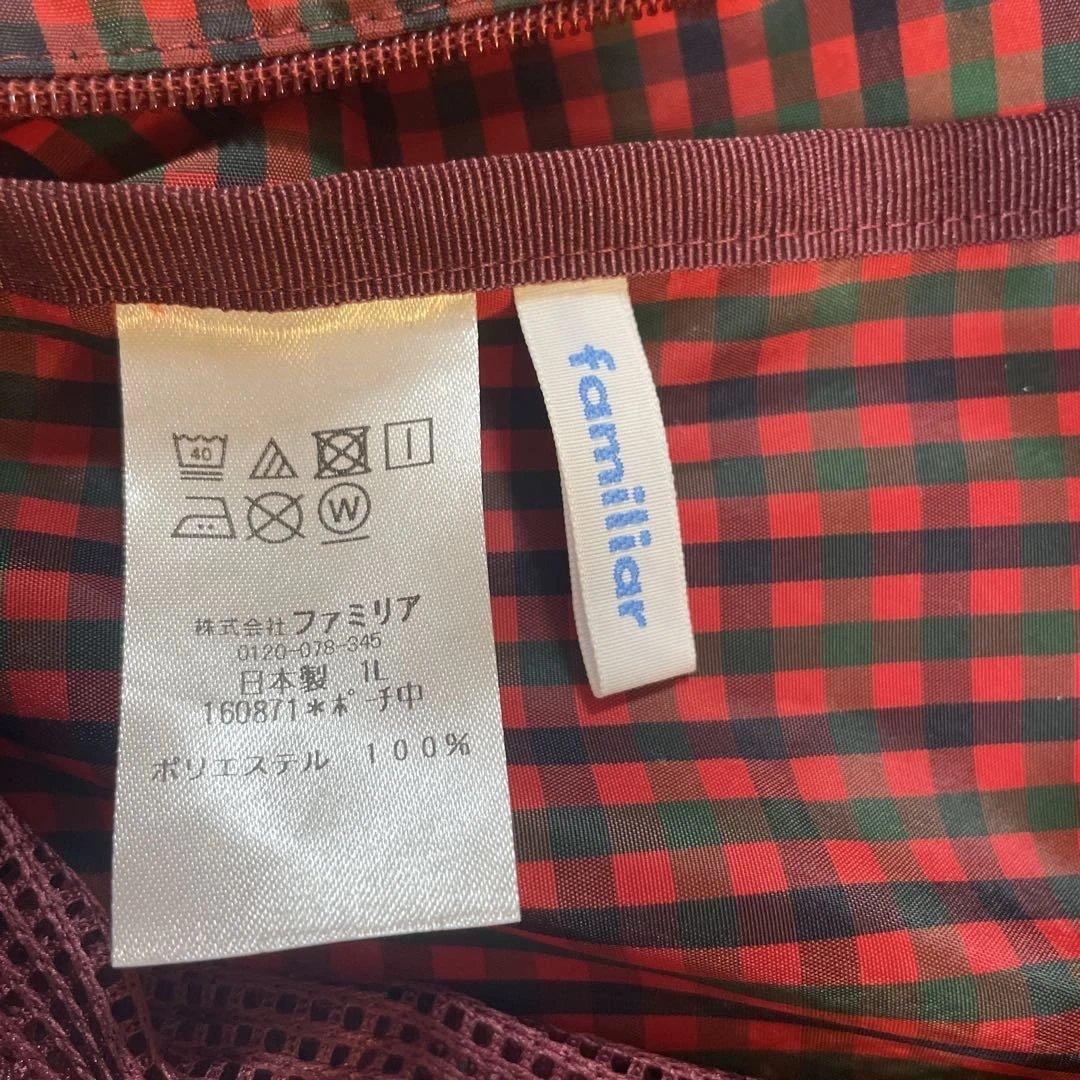 40
W
株式会社 ファミリア
0120-078-345
日本製 1L
160871*ポーチ中
ポリエステル 100%
familiar